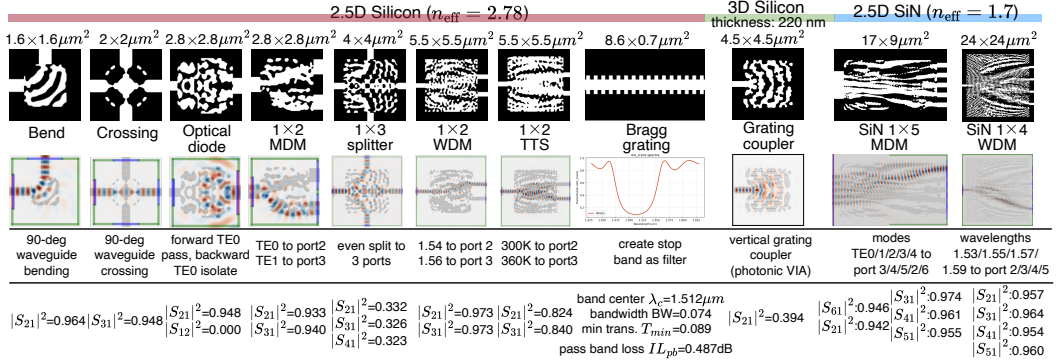 2.5D Silicon (n_eff = 2.78)
3D Silicon
thickness: 220 nm
2.5D SiN (n_eff = 1.7)
1.6×1.6μm² 2×2μm² 2.8×2.8μm² 2.8×2.8μm² 4×4μm² 5.5×5.5μm² 5.5×5.5μm² 8.6×0.7μm² 4.5×4.5μm² 17×9μm² 24×24μm²
Bend
Crossing
Optical
diode
1×2
MDM
1×3
splitter
1×2
WDM
1×2
TTS
Bragg
grating
Grating
coupler
SiN 1×5
MDM
SiN 1×4
WDM
90-deg
waveguide
bending
90-deg
waveguide
crossing
forward TE0
pass, backward
TE0 isolate
TE0 to port2
TE1 to port3
even split to
3 ports
1.54 to port 2
1.56 to port 3
300K to port2
360K to port3
create stop
band as filter
vertical grating
coupler
(photonic VIA)
modes
TE0/1/2/3/4 to
port 3/4/5/2/6
wavelengths
1.53/1.55/1.57/
1.59 to port 2/3/4/5
|S₂₁|²=0.964
|S₃₁|²=0.948
|S₂₁|²=0.948
|S₁₂|²=0.000
|S₂₁|²=0.933
|S₃₁|²=0.940
|S₂₁|²=0.332
|S₃₁|²=0.326
|S₄₁|²=0.323
|S₂₁|²=0.973
|S₃₁|²=0.973
|S₂₁|²=0.824
|S₃₁|²=0.840
band center λ_c=1.512μm
bandwidth BW=0.074
min trans. T_min=0.089
pass band loss IL_pb=0.487dB
|S₂₁|²=0.394
|S₆₁|²:0.946
|S₂₁|²:0.942
|S₃₁|²:0.974
|S₄₁|²:0.961
|S₅₁|²:0.955
|S₂₁|²:0.957
|S₃₁|²:0.964
|S₄₁|²:0.954
|S₅₁|²:0.960